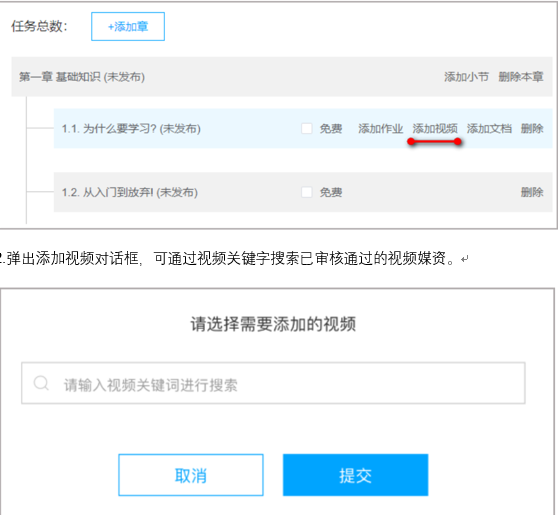 任务总数：
+添加章
第一章 基础知识 (未发布) 添加小节 删除本章
1.1. 为什么要学习? (未发布) 免费 添加作业 添加视频 添加文档 删除
1.2. 从入门到放弃! (未发布) 免费 删除
2.弹出添加视频对话框，可通过视频关键字搜索已审核通过的视频媒资。
请选择需要添加的视频
请输入视频关键词进行搜索
取消 提交